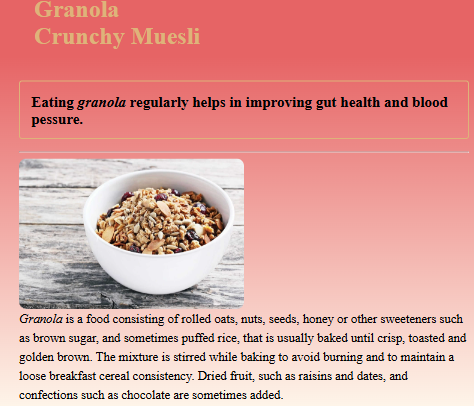 Granola
Crunchy Muesli
Eating granola regularly helps in improving gut health and blood
pessure.
Granola is a food consisting of rolled oats, nuts, seeds, honey or other sweeteners such
as brown sugar, and sometimes puffed rice, that is usually baked until crisp, toasted and
golden brown. The mixture is stirred while baking to avoid burning and to maintain a
loose breakfast cereal consistency. Dried fruit, such as raisins and dates, and
confections such as chocolate are sometimes added.